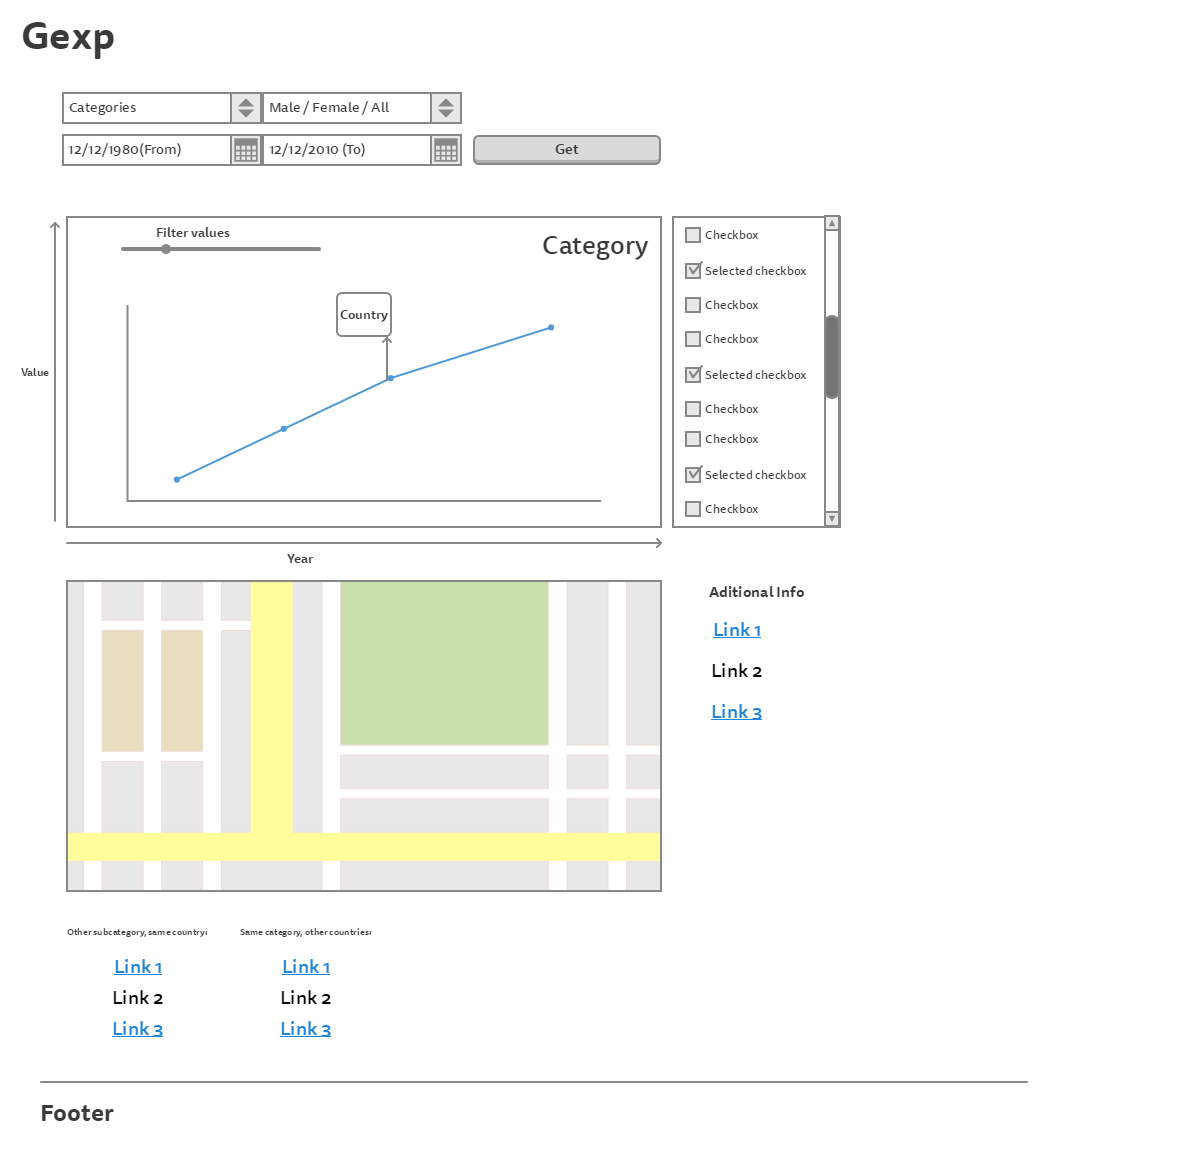 Gexp
Categories
Male / Female / All
12/12/1980(From)
12/12/2010 (To)
Get
Filter values
Category
Country
Value
Year
Checkbox
Selected checkbox
Checkbox
Checkbox
Selected checkbox
Checkbox
Checkbox
Selected checkbox
Checkbox
Aditional Info
Link 1
Link 2
Link 3
Other subcategory, same country:
Link 1
Link 2
Link 3
Same category, other countries:
Link 1
Link 2
Link 3
Footer